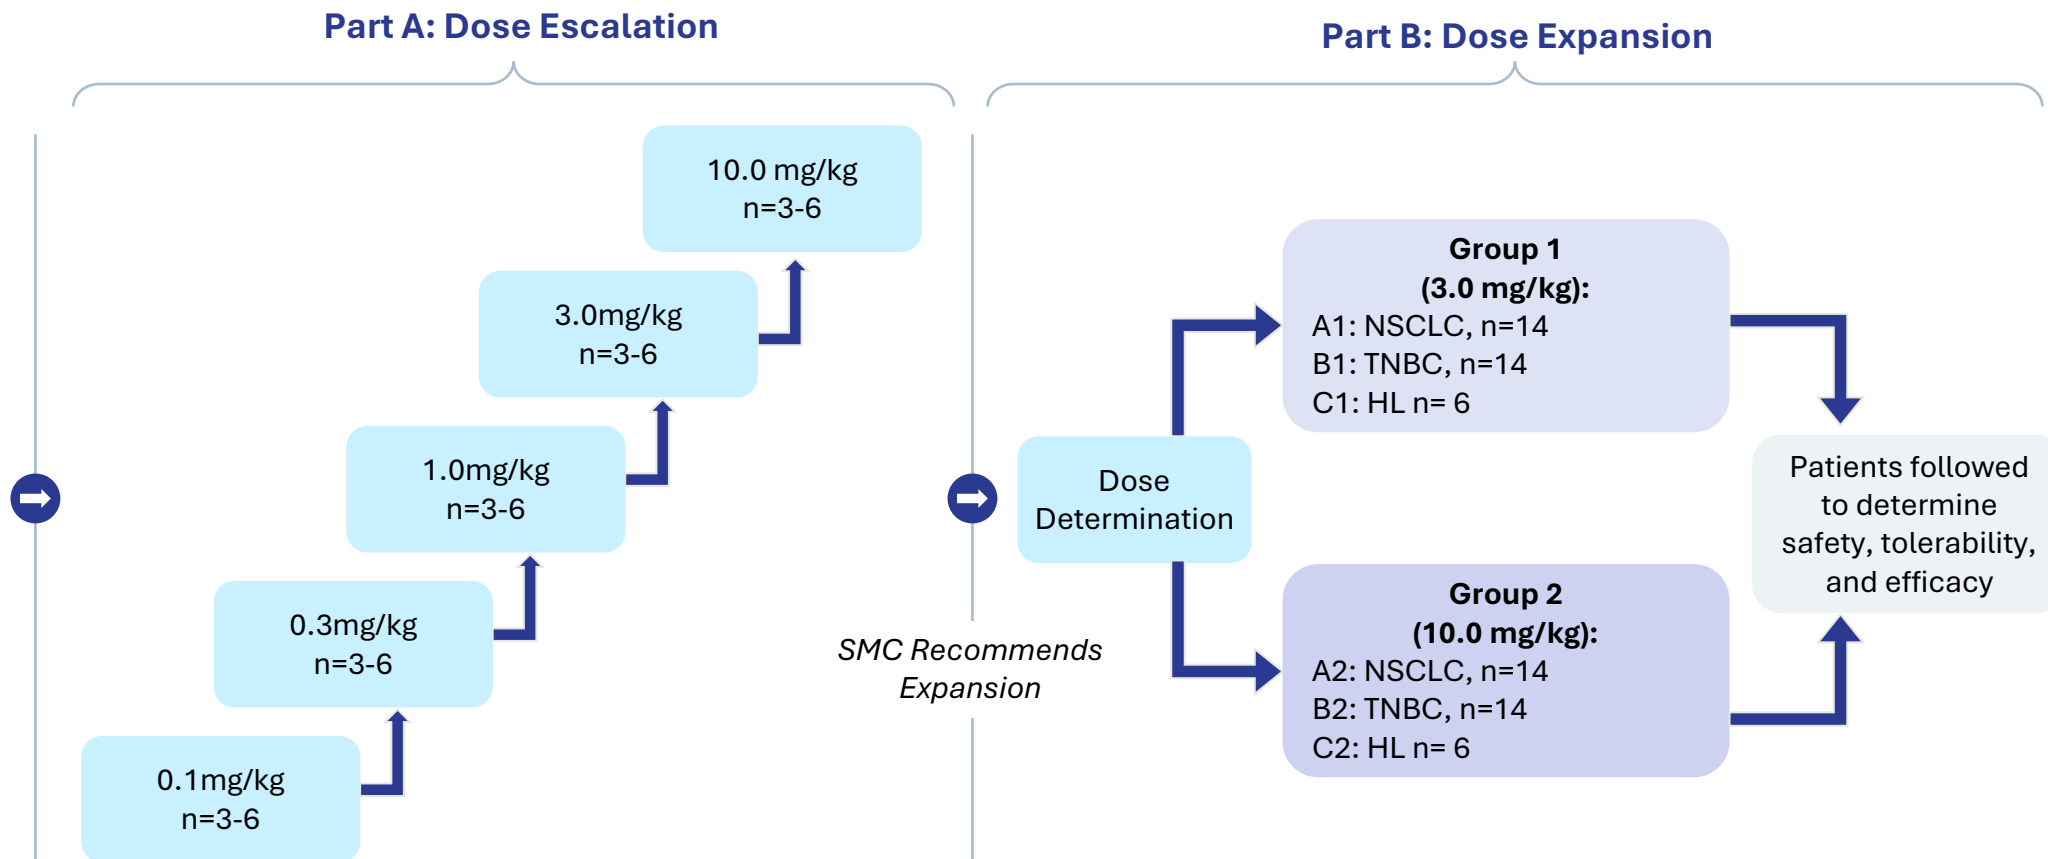 Part A: Dose Escalation
10.0 mg/kg
n=3-6
3.0mg/kg
n=3-6
1.0mg/kg
n=3-6
0.3mg/kg
n=3-6
0.1mg/kg
n=3-6
SMC Recommends
Expansion
Part B: Dose Expansion
Dose
Determination
Group 1
(3.0 mg/kg):
A1: NSCLC, n=14
B1: TNBC, n=14
C1: HL n= 6
Group 2
(10.0 mg/kg):
A2: NSCLC, n=14
B2: TNBC, n=14
C2: HL n= 6
Patients followed
to determine
safety, tolerability,
and efficacy